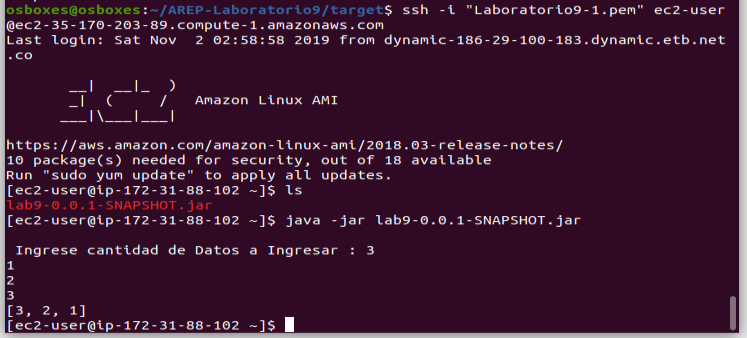 osboxes@osboxes:~/AREP-Laboratorio9/target$ ssh -i "Laboratorio9-1.pem" ec2-user
@ec2-35-170-203-89.compute-1.amazonaws.com
Last login: Sat Nov  2 02:58:58 2019 from dynamic-186-29-100-183.dynamic.etb.net
.co
       __|  __|_  )
       _|  (     /   Amazon Linux AMI
      ___|\___|___|
https://aws.amazon.com/amazon-linux-ami/2018.03-release-notes/
10 package(s) needed for security, out of 18 available
Run "sudo yum update" to apply all updates.
[ec2-user@ip-172-31-88-102 ~]$ ls
lab9-0.0.1-SNAPSHOT.jar
[ec2-user@ip-172-31-88-102 ~]$ java -jar lab9-0.0.1-SNAPSHOT.jar
 Ingrese cantidad de Datos a Ingresar : 3
1
2
3
[3, 2, 1]
[ec2-user@ip-172-31-88-102 ~]$